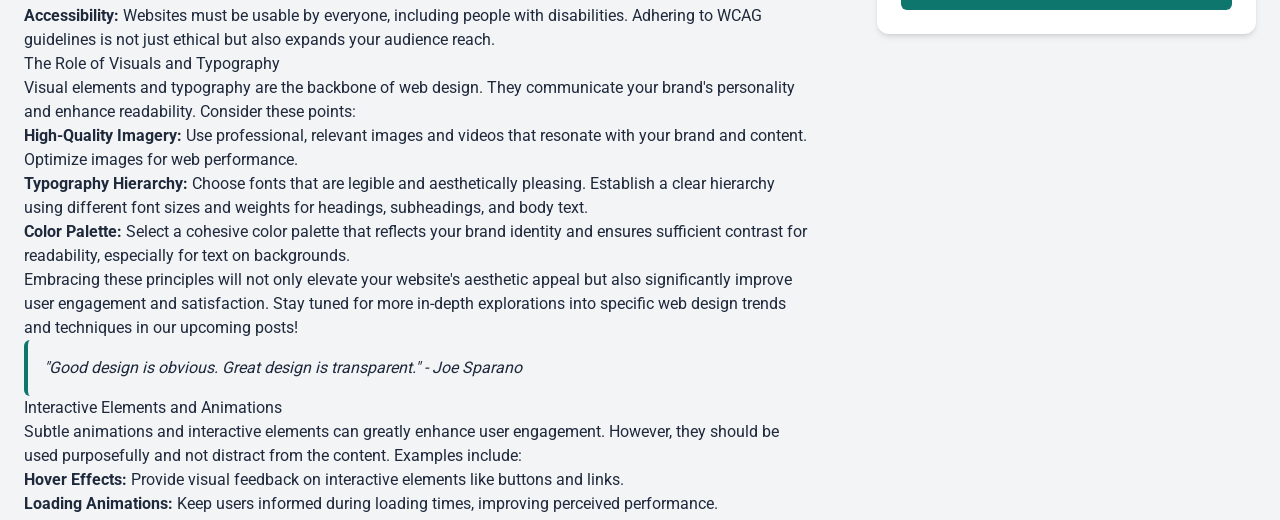 Accessibility: Websites must be usable by everyone, including people with disabilities. Adhering to WCAG
guidelines is not just ethical but also expands your audience reach.
The Role of Visuals and Typography
Visual elements and typography are the backbone of web design. They communicate your brand's personality
and enhance readability. Consider these points:
High-Quality Imagery: Use professional, relevant images and videos that resonate with your brand and content.
Optimize images for web performance.
Typography Hierarchy: Choose fonts that are legible and aesthetically pleasing. Establish a clear hierarchy
using different font sizes and weights for headings, subheadings, and body text.
Color Palette: Select a cohesive color palette that reflects your brand identity and ensures sufficient contrast for
readability, especially for text on backgrounds.
Embracing these principles will not only elevate your website's aesthetic appeal but also significantly improve
user engagement and satisfaction. Stay tuned for more in-depth explorations into specific web design trends
and techniques in our upcoming posts!
"Good design is obvious. Great design is transparent." - Joe Sparano
Interactive Elements and Animations
Subtle animations and interactive elements can greatly enhance user engagement. However, they should be
used purposefully and not distract from the content. Examples include:
Hover Effects: Provide visual feedback on interactive elements like buttons and links.
Loading Animations: Keep users informed during loading times, improving perceived performance.